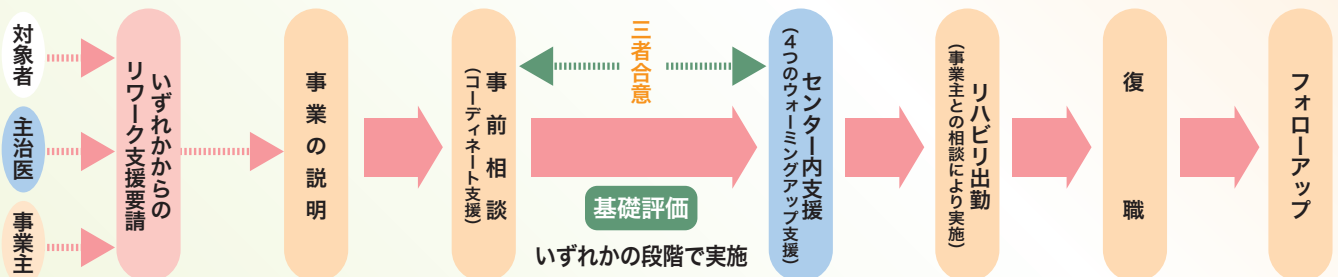 対象者
主治医
事業主
いずれかからの
リワーク支援要請
事業の説明
事前相談
(コーディネート支援)
三者合意
基礎評価
いずれかの段階で実施
センター内支援
(4つのウォーミングアップ支援)
リハビリ出勤
(事業主との相談により実施)
復職
フォローアップ